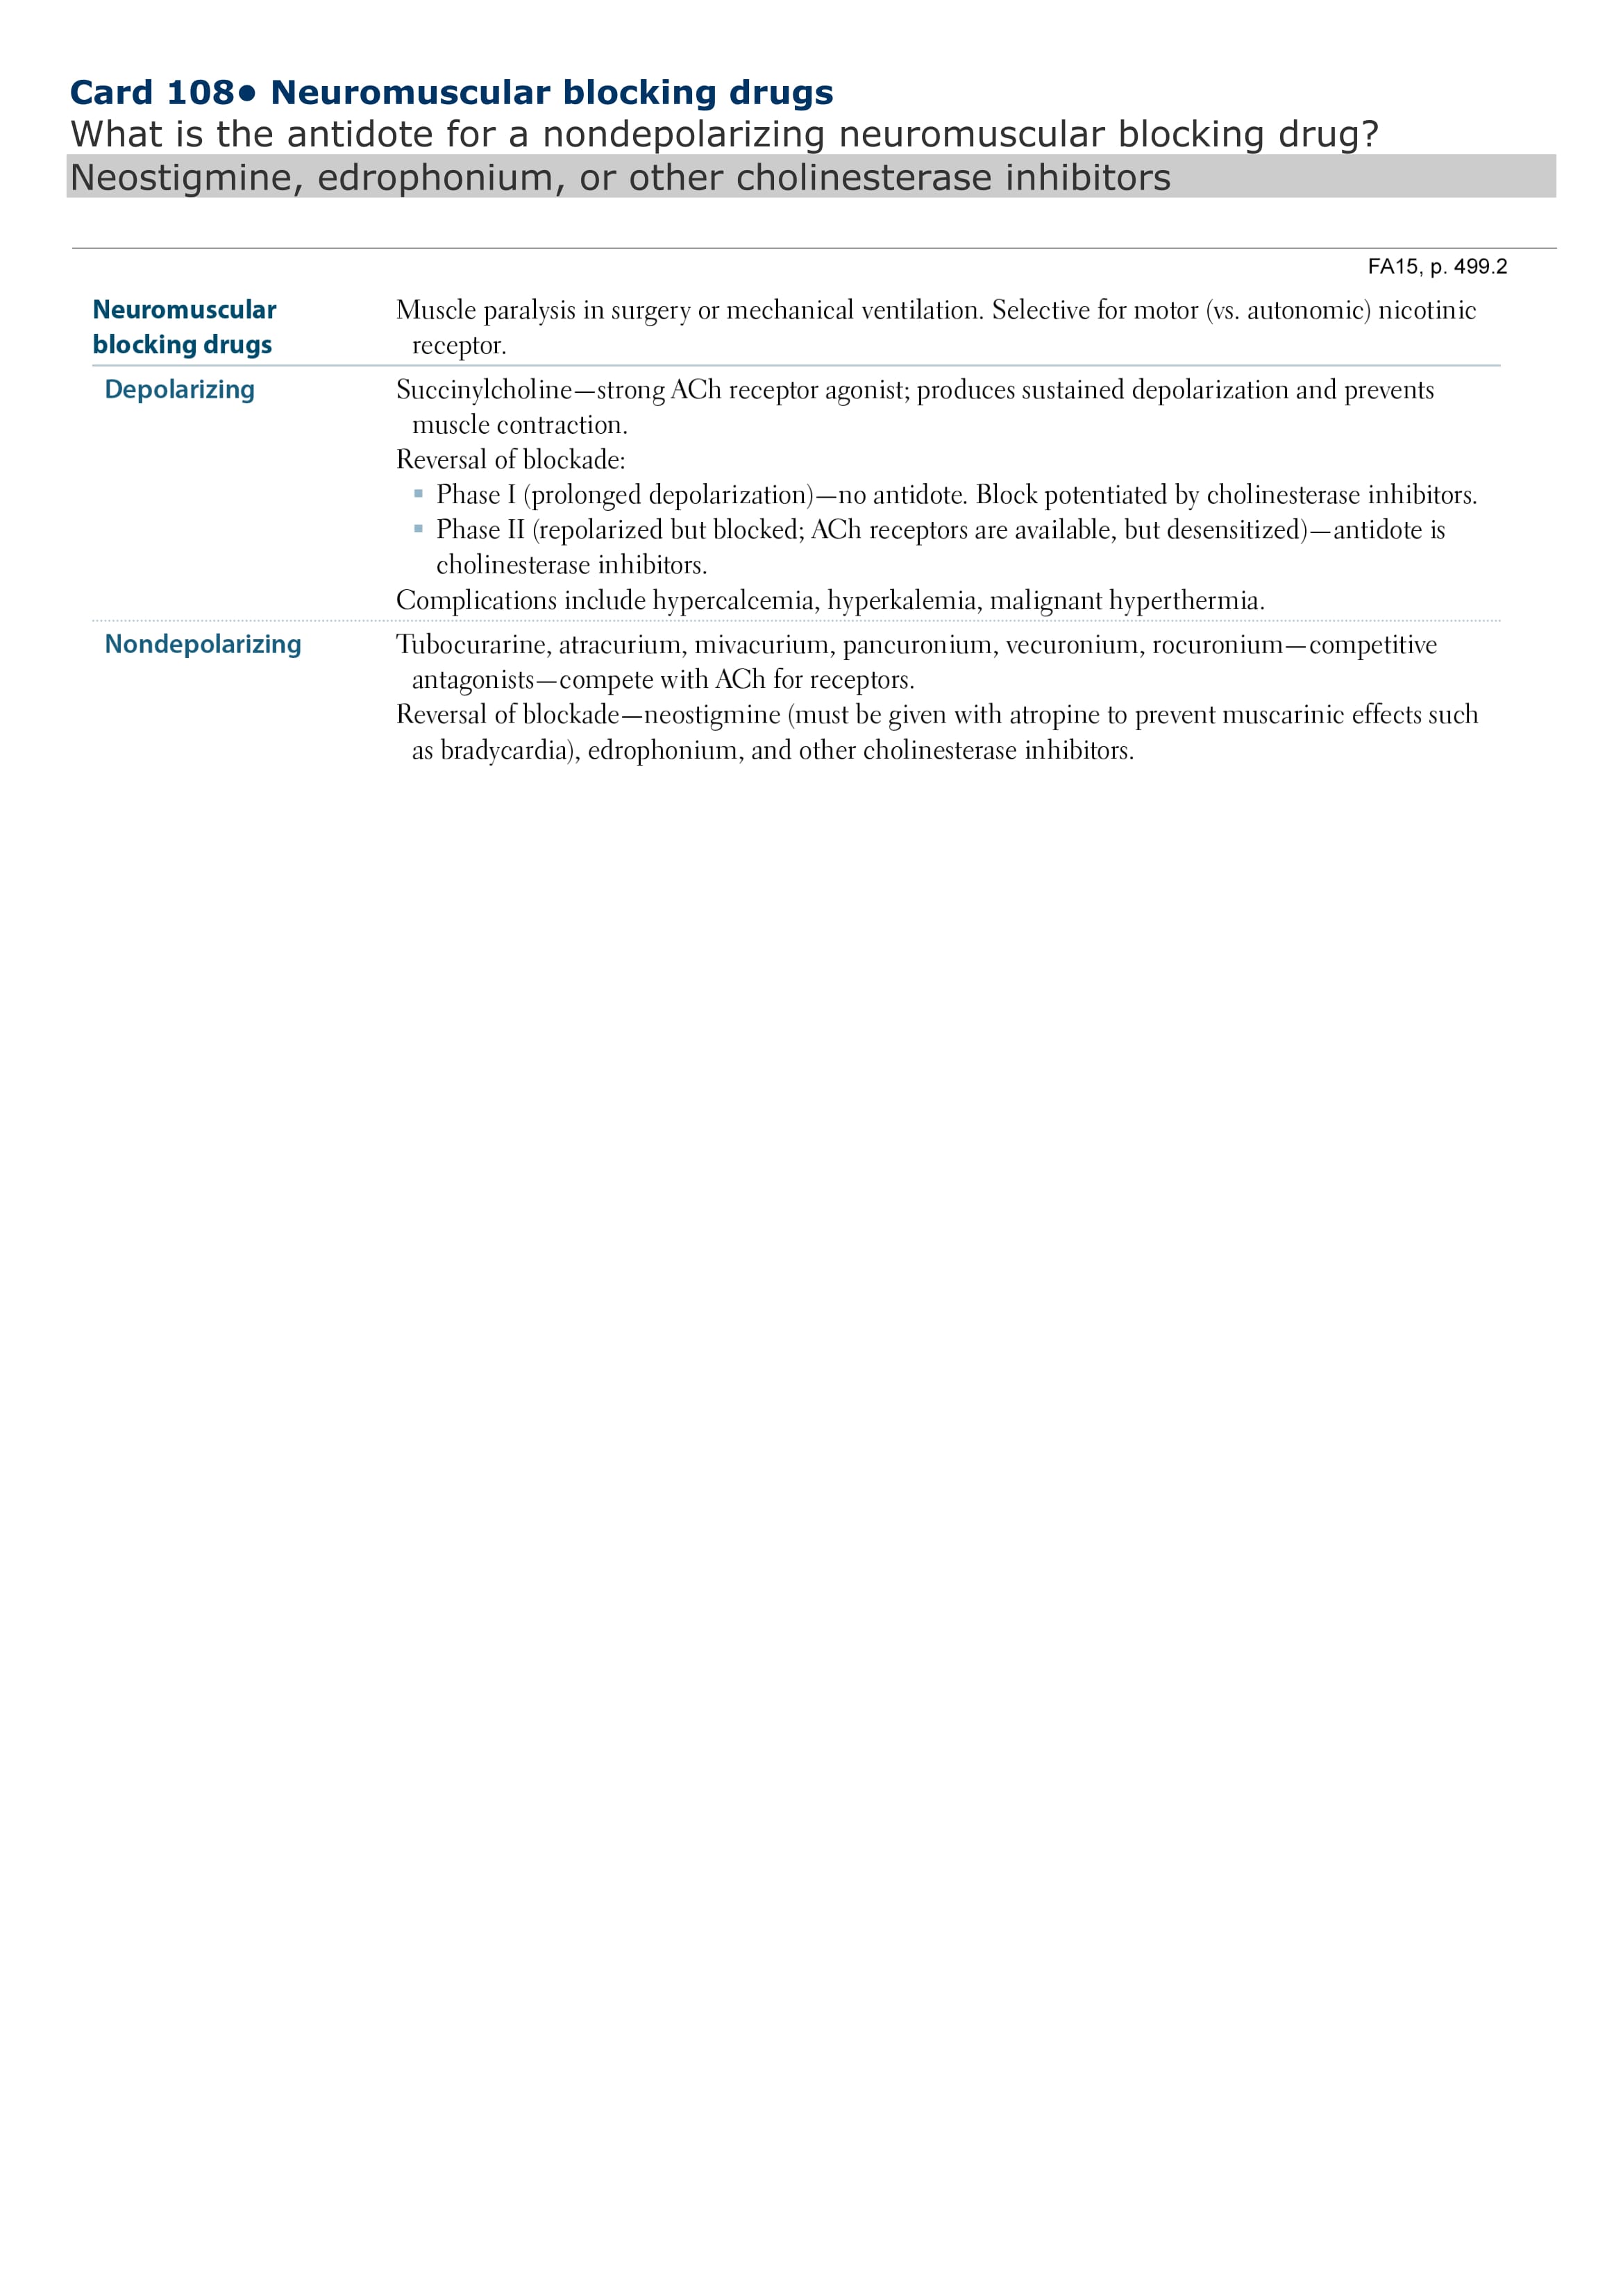 Card 108● Neuromuscular blocking drugs
What is the antidote for a nondepolarizing neuromuscular blocking drug?
Neostigmine, edrophonium, or other cholinesterase inhibitors
FA15, p. 499.2
Neuromuscular
blocking drugs
Muscle paralysis in surgery or mechanical ventilation. Selective for motor (vs. autonomic) nicotinic
receptor.
Depolarizing
Succinylcholine—strong ACh receptor agonist; produces sustained depolarization and prevents
muscle contraction.
Reversal of blockade:
▪ Phase I (prolonged depolarization)—no antidote. Block potentiated by cholinesterase inhibitors.
▪ Phase II (repolarized but blocked; ACh receptors are available, but desensitized)—antidote is
cholinesterase inhibitors.
Complications include hypercalcemia, hyperkalemia, malignant hyperthermia.
Nondepolarizing
Tubocurarine, atracurium, mivacurium, pancuronium, vecuronium, rocuronium—competitive
antagonists—compete with ACh for receptors.
Reversal of blockade—neostigmine (must be given with atropine to prevent muscarinic effects such
as bradycardia), edrophonium, and other cholinesterase inhibitors.